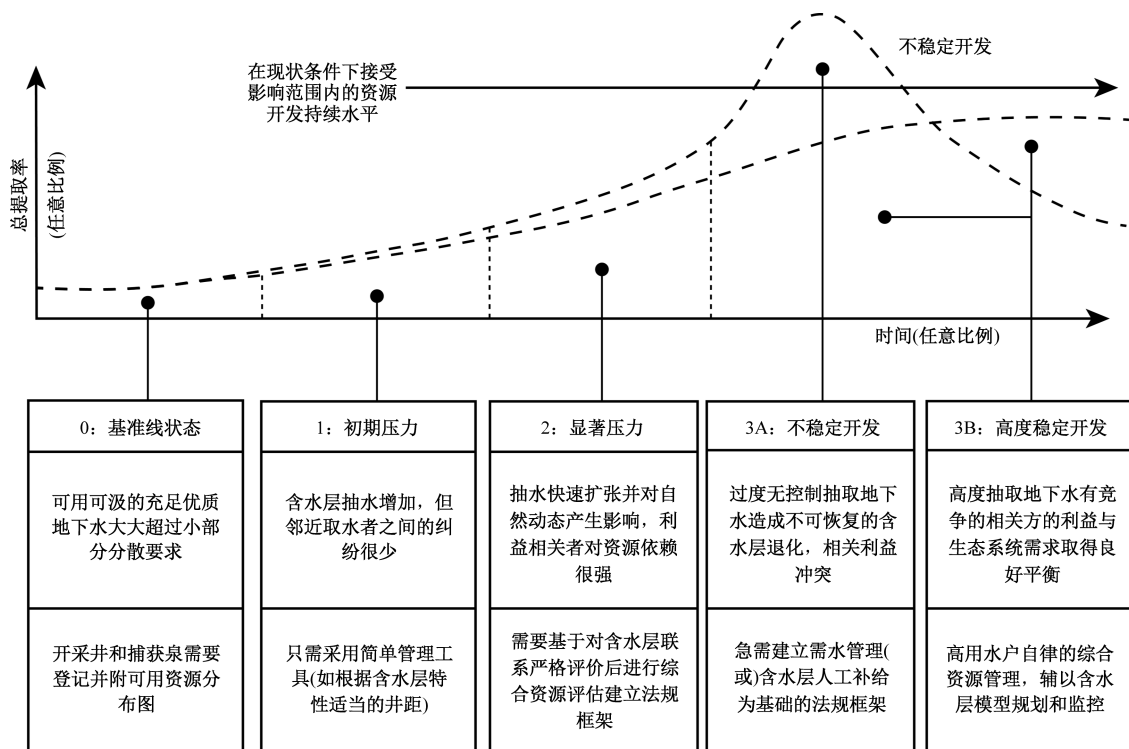 不稳定开发
在现状条件下接受
影响范围内的资源
开发持续水平
总提取率
(任意比例)
时间(任意比例)
0：基准线状态
可用可汲的充足优质
地下水大大超过小部
分分散要求
开采井和捕获泉需要
登记并附可用资源分
布图
1：初期压力
含水层抽水增加，但
邻近取水者之间的纠
纷很少
只需采用简单管理工
具(如根据含水层特
性适当的井距)
2：显著压力
抽水快速扩张并对自
然动态产生影响，利
益相关者对资源依赖
很强
需要基于对含水层联
系严格评价后进行综
合资源评估建立法规
框架
3A：不稳定开发
过度无控制抽取地下
水造成不可恢复的含
水层退化，相关利益
冲突
急需建立需水管理(
或)含水层人工补给
为基础的法规框架
3B：高度稳定开发
高度抽取地下水有竞
争的相关方的利益与
生态系统需求取得良
好平衡
高用水户自律的综合
资源管理，辅以含水
层模型规划和监控